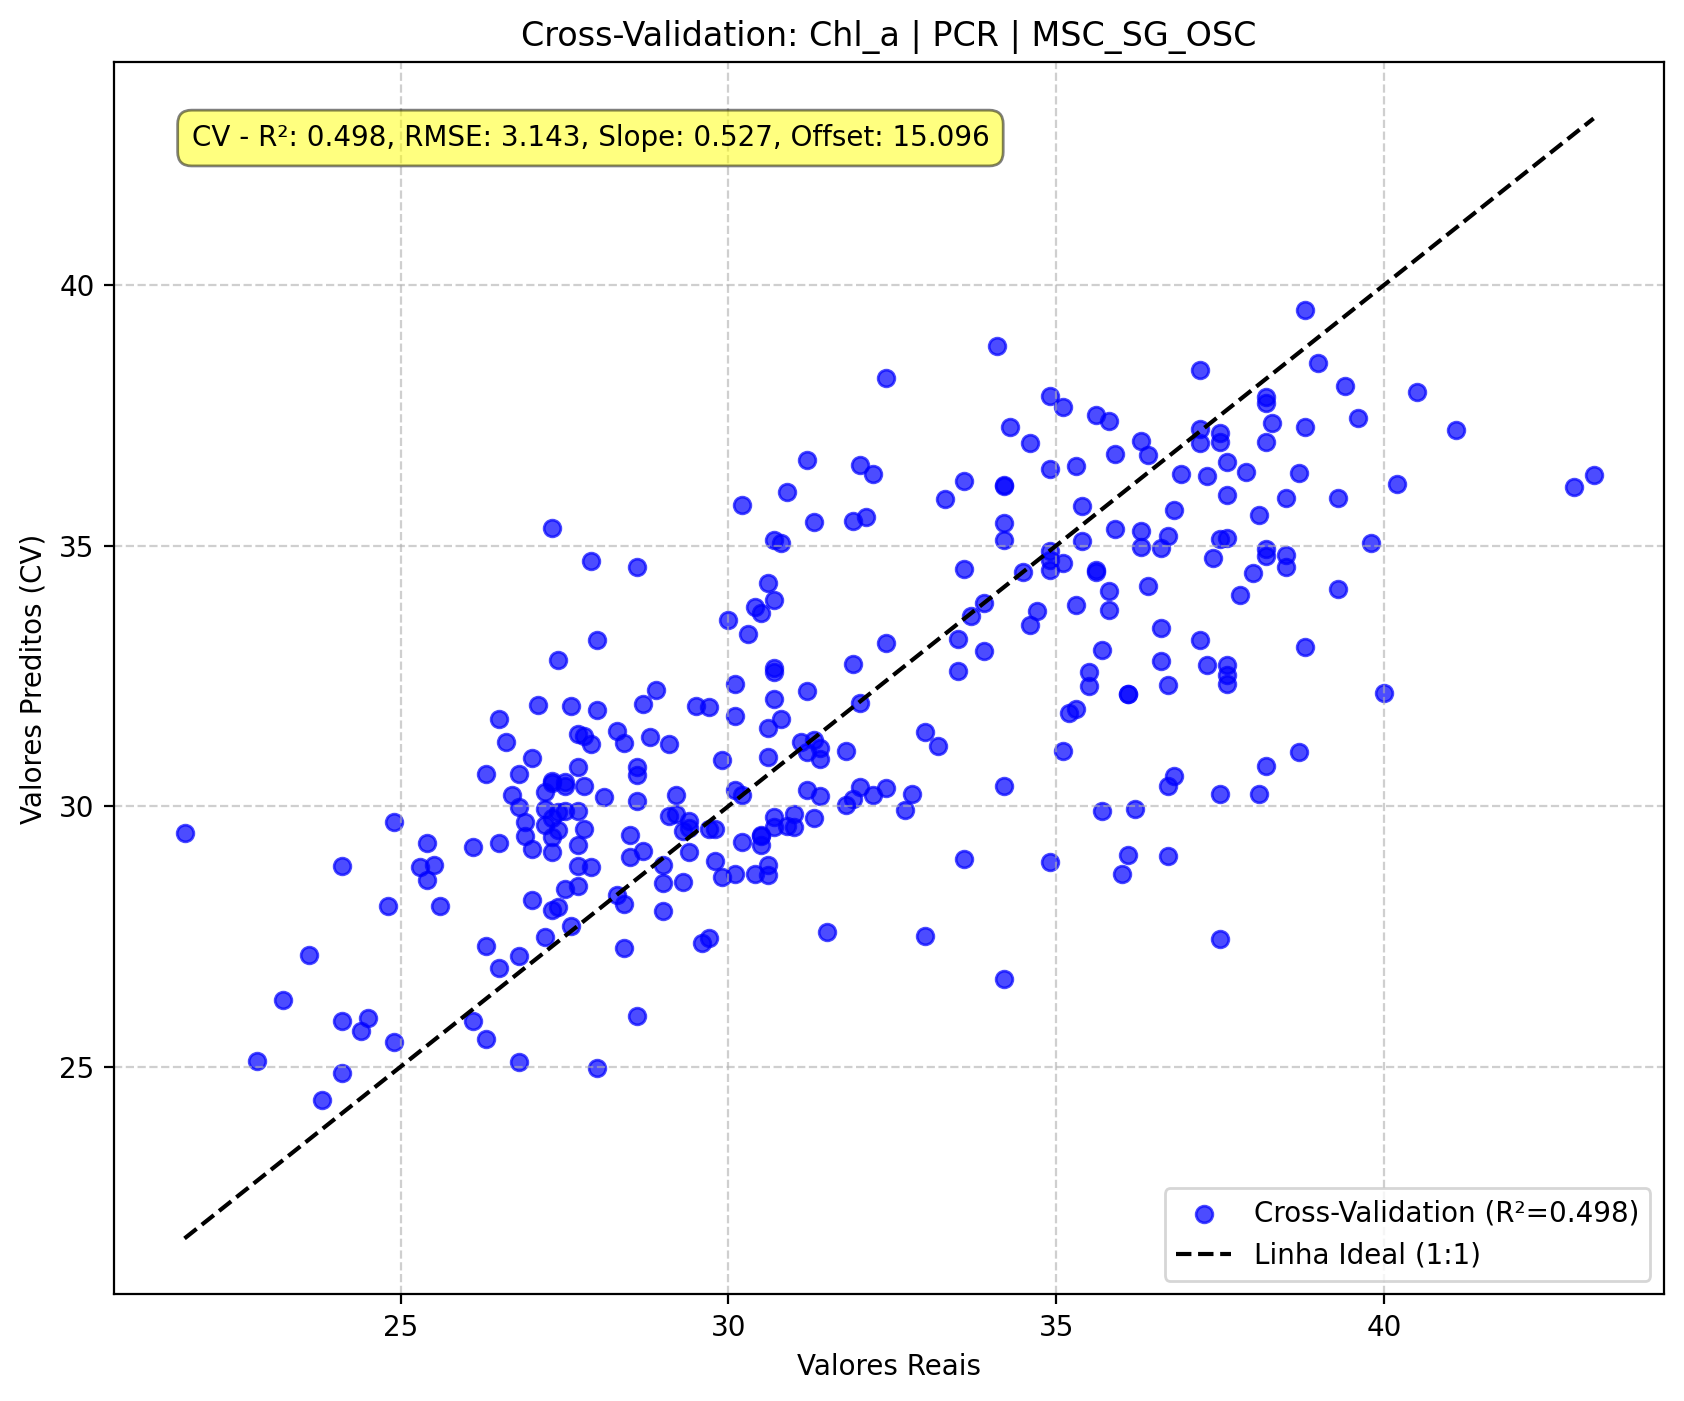 Cross-Validation: Chl_a | PCR | MSC_SG_OSC
CV - R²: 0.498, RMSE: 3.143, Slope: 0.527, Offset: 15.096
Valores Preditos (CV)
40
35
30
25
Cross-Validation (R²=0.498)
Linha Ideal (1:1)
25 30 35 40
Valores Reais